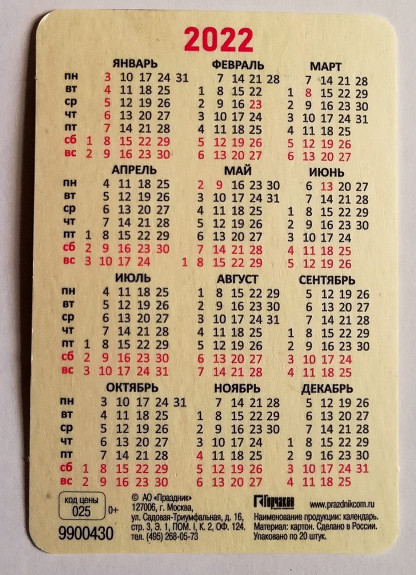 2022
ЯНВАРЬ ФЕВРАЛЬ МАРТ
пн 3 10 17 24 31 7 14 21 28 7 14 21 28
вт 4 11 18 25 1 8 15 22 1 8 15 22 29
ср 5 12 19 26 2 9 16 23 2 9 16 23 30
чт 6 13 20 27 3 10 17 24 3 10 17 24 31
пт 7 14 21 28 4 11 18 25 4 11 18 25
сб 1 8 15 22 29 5 12 19 26 5 12 19 26
вс 2 9 16 23 30 6 13 20 27 6 13 20 27
АПРЕЛЬ МАЙ ИЮНЬ
пн 4 11 18 25 2 9 16 23 30 6 13 20 27
вт 5 12 19 26 3 10 17 24 31 7 14 21 28
ср 6 13 20 27 4 11 18 25 1 8 15 22 29
чт 7 14 21 28 5 12 19 26 2 9 16 23 30
пт 1 8 15 22 29 6 13 20 27 3 10 17 24
сб 2 9 16 23 30 7 14 21 28 4 11 18 25
вс 3 10 17 24 1 8 15 22 29 5 12 19 26
ИЮЛЬ АВГУСТ СЕНТЯБРЬ
пн 4 11 18 25 1 8 15 22 29 5 12 19 26
вт 5 12 19 26 2 9 16 23 30 6 13 20 27
ср 6 13 20 27 3 10 17 24 31 7 14 21 28
чт 7 14 21 28 4 11 18 25 1 8 15 22 29
пт 1 8 15 22 29 5 12 19 26 2 9 16 23 30
сб 2 9 16 23 30 6 13 20 27 3 10 17 24
вс 3 10 17 24 31 7 14 21 28 4 11 18 25
ОКТЯБРЬ НОЯБРЬ ДЕКАБРЬ
пн 3 10 17 24 31 7 14 21 28 5 12 19 26
вт 4 11 18 25 1 8 15 22 29 6 13 20 27
ср 5 12 19 26 2 9 16 23 30 7 14 21 28
чт 6 13 20 27 3 10 17 24 1 8 15 22 29
пт 7 14 21 28 4 11 18 25 2 9 16 23 30
сб 1 8 15 22 29 5 12 19 26 3 10 17 24 31
вс 2 9 16 23 30 6 13 20 27 4 11 18 25
код цены
025
0+
9900430
© АО «Праздник»
127006, г. Москва,
ул. Садовая-Триумфальная, д. 16,
стр. 3, Э. 1, ПОМ. I, К. 2, ОФ. 124.
тел. (495) 268-05-73
Горчаков www.prazdnikcom.ru
Наименование продукции: календарь.
Материал: картон. Сделано в России.
Упаковано по 20 штук.